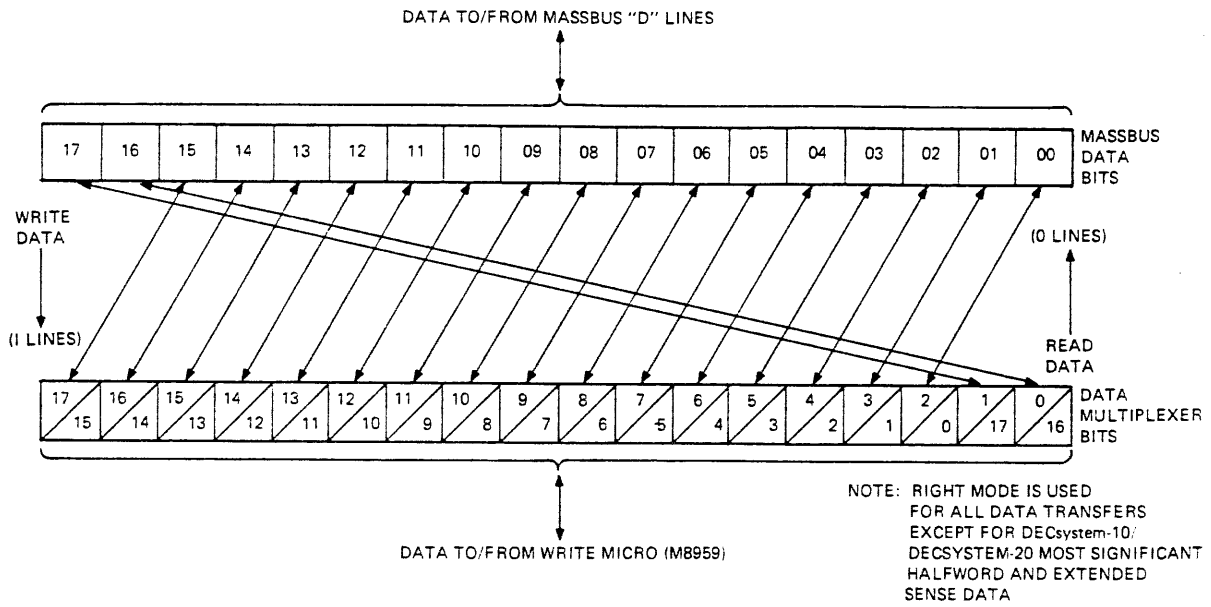 DATA TO/FROM MASSBUS "D" LINES
17 16 15 14 13 12 11 10 09 08 07 06 05 04 03 02 01 00
MASSBUS
DATA
BITS
WRITE
DATA
(0 LINES)
(I LINES)
READ
DATA
17 16 15 14 13 12 11 10 9 8 7 6 5 4 3 2 1 0
15 14 13 12 11 10 9 8 7 6 5 4 3 2 1 0 17 16
DATA
MULTIPLEXER
BITS
DATA TO/FROM WRITE MICRO (M8959)
NOTE: RIGHT MODE IS USED
FOR ALL DATA TRANSFERS
EXCEPT FOR DECsystem-10/
DECSYSTEM-20 MOST SIGNIFICANT
HALFWORD AND EXTENDED
SENSE DATA